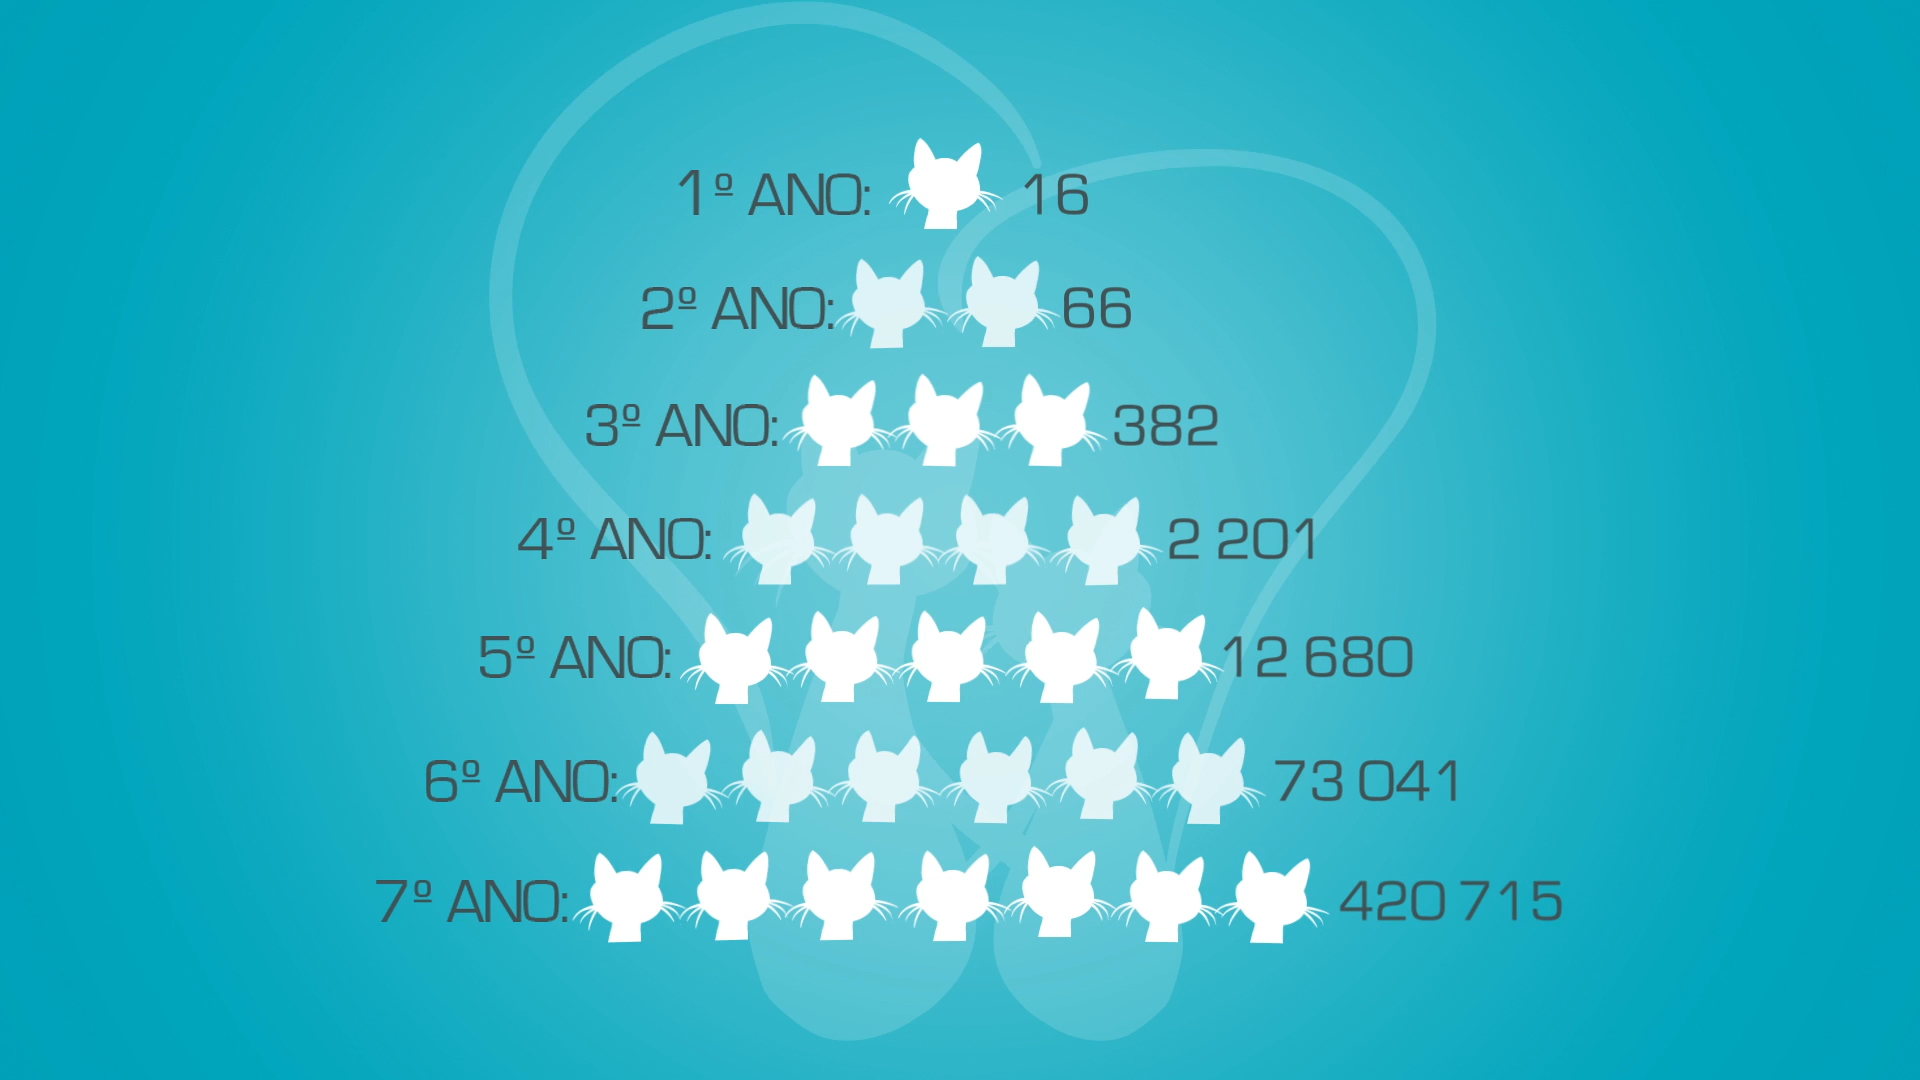 1º ANO: 16
2º ANO: 66
3º ANO: 382
4º ANO: 2 201
5º ANO: 12 680
6º ANO: 73 041
7º ANO: 420 715